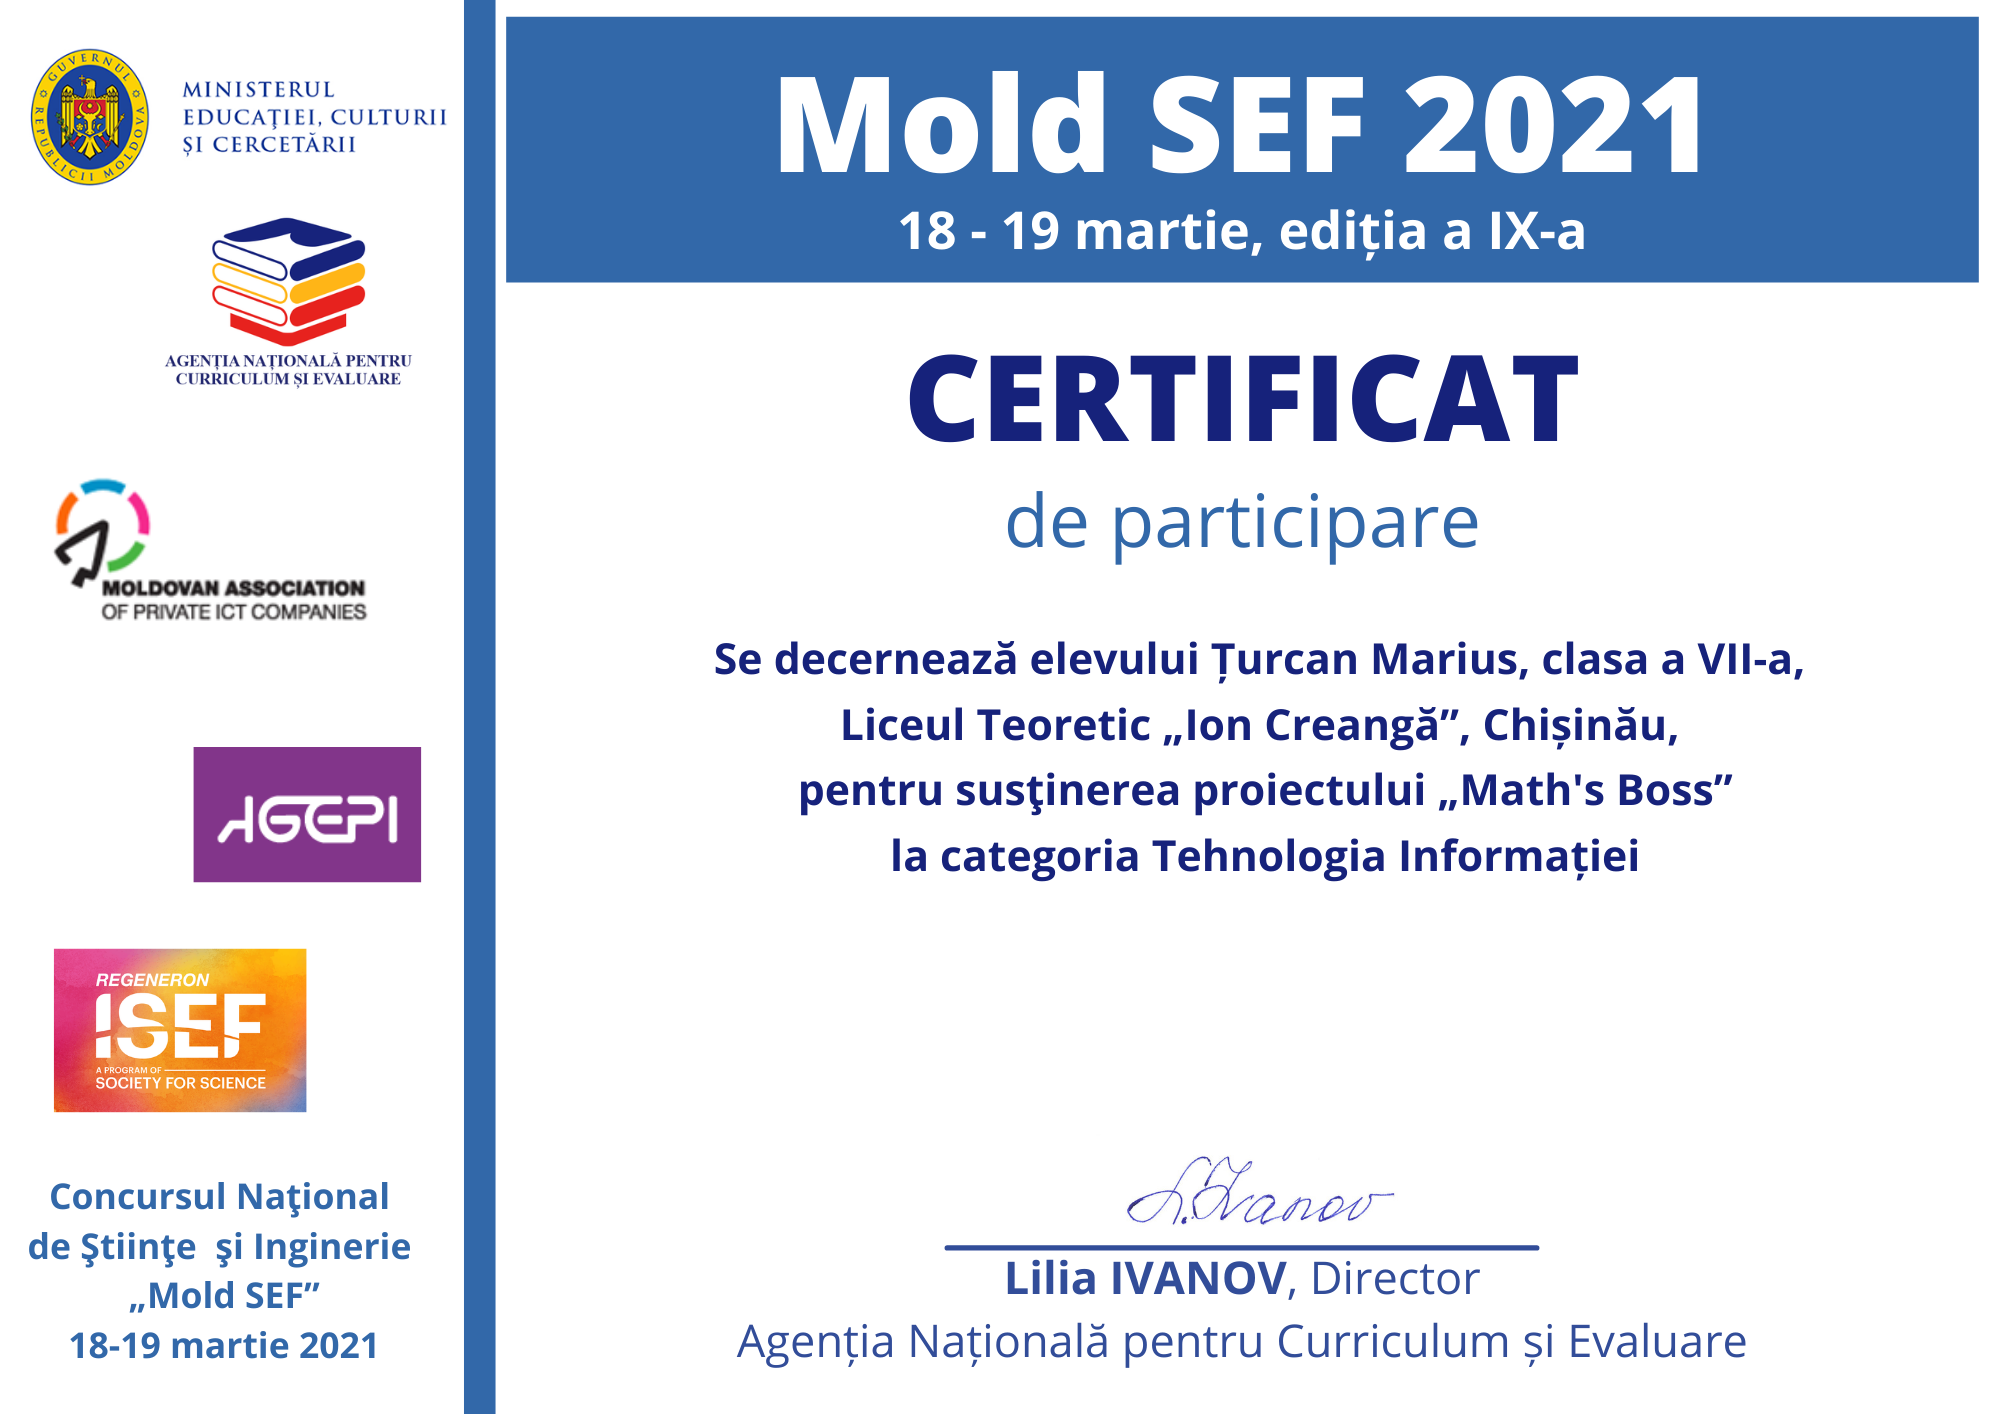 GUVERNUL REPUBLICII MOLDOVA
MINISTERUL
EDUCAŢIEI, CULTURII
ŞI CERCETĂRII
AGENȚIA NAȚIONALĂ PENTRU
CURRICULUM ȘI EVALUARE
MOLDOVAN ASSOCIATION
OF PRIVATE ICT COMPANIES
AGEPI
REGENERON
ISEF
A PROGRAM OF
SOCIETY FOR SCIENCE
Concursul Naţional
de Ştiinţe şi Inginerie
„Mold SEF”
18-19 martie 2021
Mold SEF 2021
18 - 19 martie, ediția a IX-a
CERTIFICAT
de participare
Se decernează elevului Țurcan Marius, clasa a VII-a,
Liceul Teoretic „Ion Creangă”, Chișinău,
pentru susţinerea proiectului „Math's Boss”
la categoria Tehnologia Informației
L. Ivanov
Lilia IVANOV, Director
Agenția Națională pentru Curriculum și Evaluare